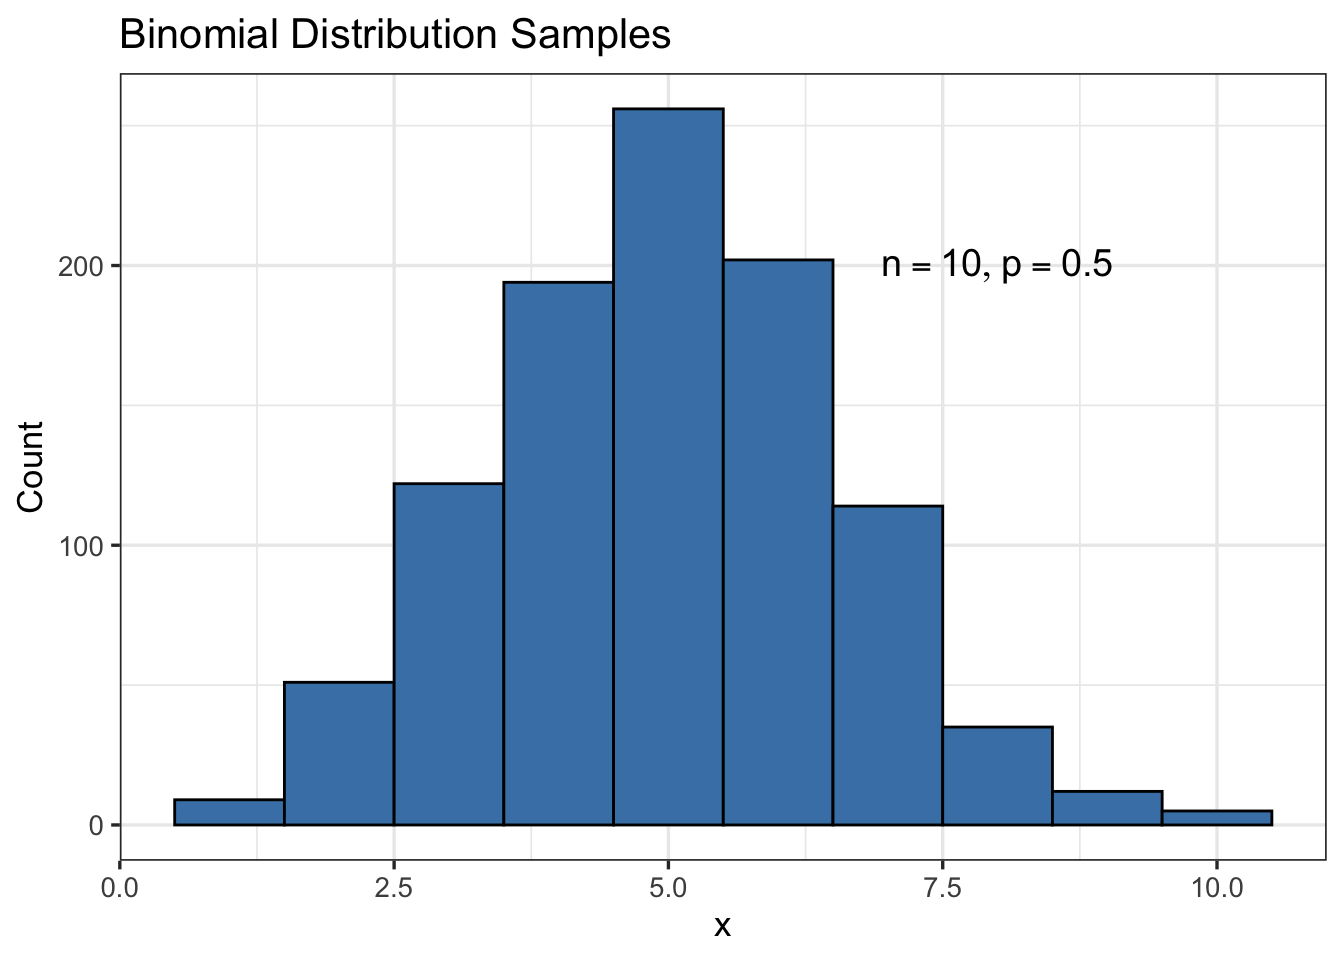 Binomial Distribution Samples
n = 10, p = 0.5
200
100
0
Count
0.0 2.5 5.0 7.5 10.0
x